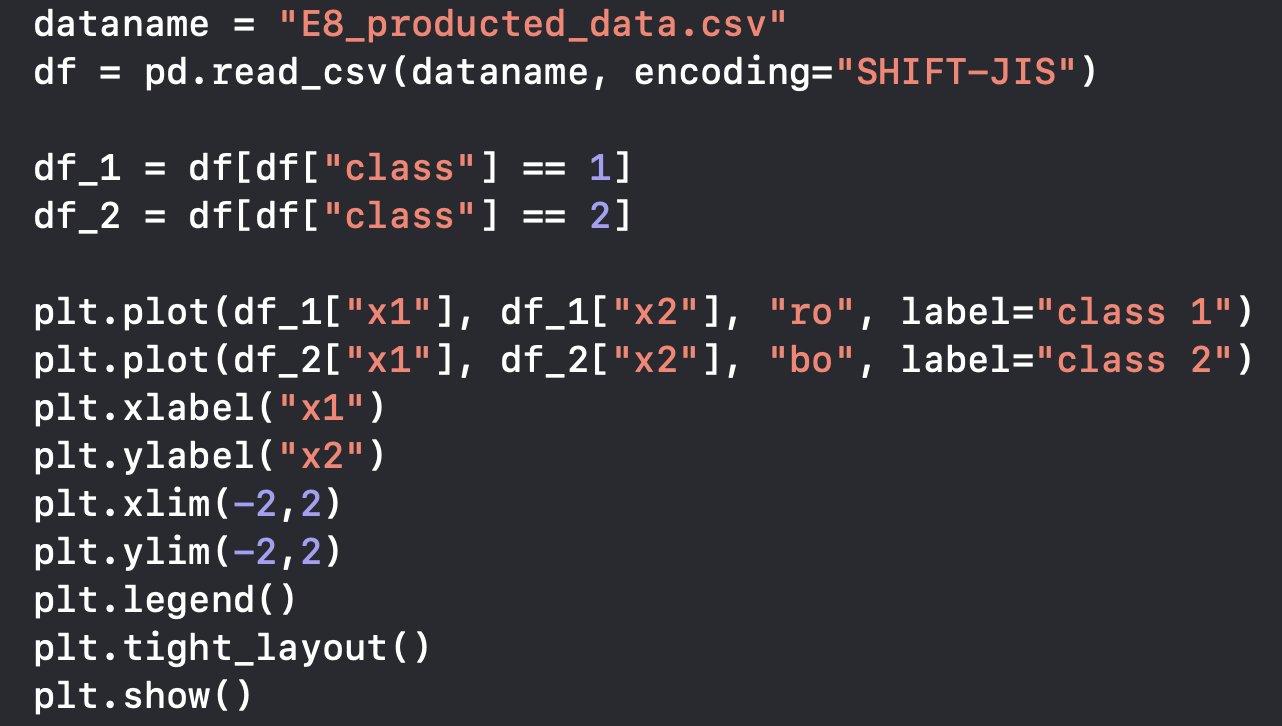 dataname = "E8_producted_data.csv"
df = pd.read_csv(dataname, encoding="SHIFT-JIS")
df_1 = df[df["class"] == 1]
df_2 = df[df["class"] == 2]
plt.plot(df_1["x1"], df_1["x2"], "ro", label="class 1")
plt.plot(df_2["x1"], df_2["x2"], "bo", label="class 2")
plt.xlabel("x1")
plt.ylabel("x2")
plt.xlim(-2,2)
plt.ylim(-2,2)
plt.legend()
plt.tight_layout()
plt.show()